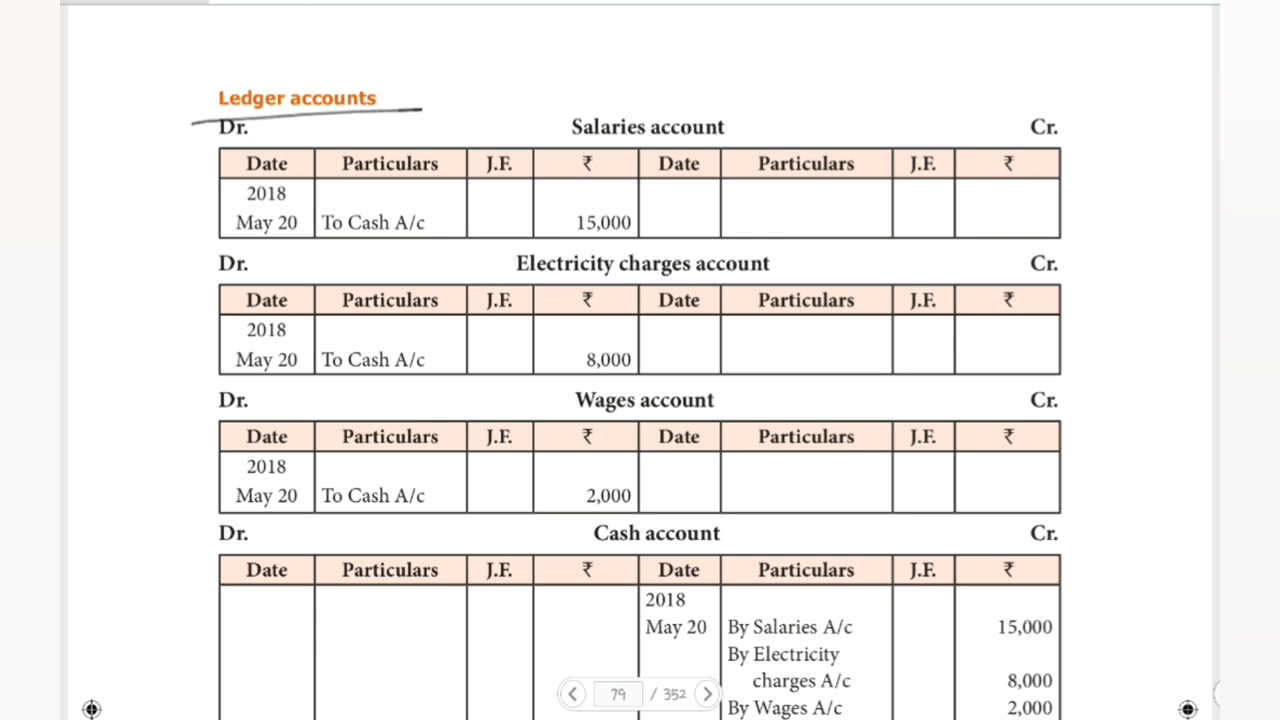 Ledger accounts
Dr. Salaries account Cr.
Date Particulars J.F. ₹ Date Particulars J.F. ₹
2018
May 20 To Cash A/c 15,000
Dr. Electricity charges account Cr.
Date Particulars J.F. ₹ Date Particulars J.F. ₹
2018
May 20 To Cash A/c 8,000
Dr. Wages account Cr.
Date Particulars J.F. ₹ Date Particulars J.F. ₹
2018
May 20 To Cash A/c 2,000
Dr. Cash account Cr.
Date Particulars J.F. ₹ Date Particulars J.F. ₹
2018
May 20 By Salaries A/c 15,000
By Electricity
charges A/c 8,000
79 / 352
By Wages A/c 2,000